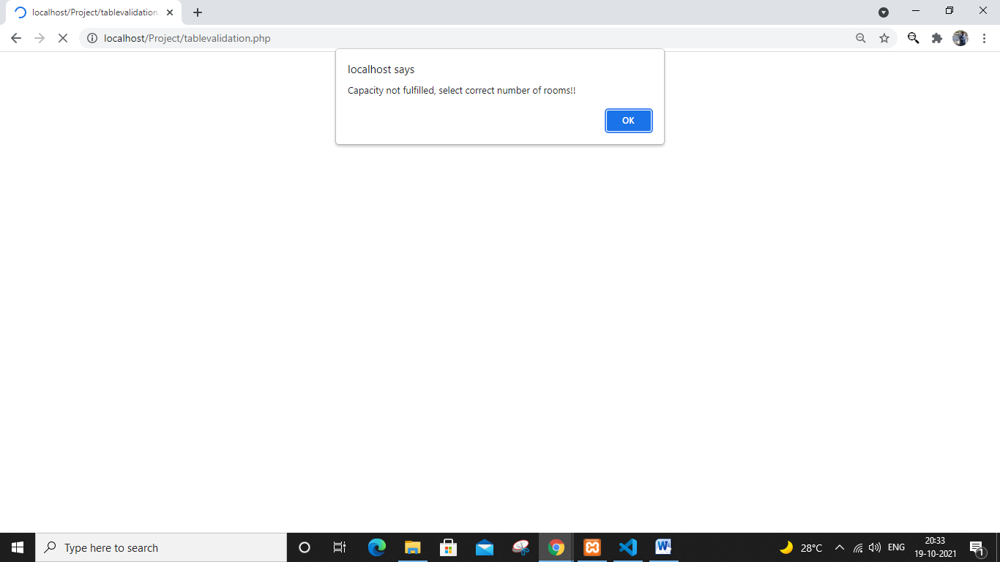 localhost/Project/tablevalidation.
localhost/Project/tablevalidation.php
localhost says
Capacity not fulfilled, select correct number of rooms!!
OK
Type here to search
28°C
ENG
20:33
19-10-2021
1